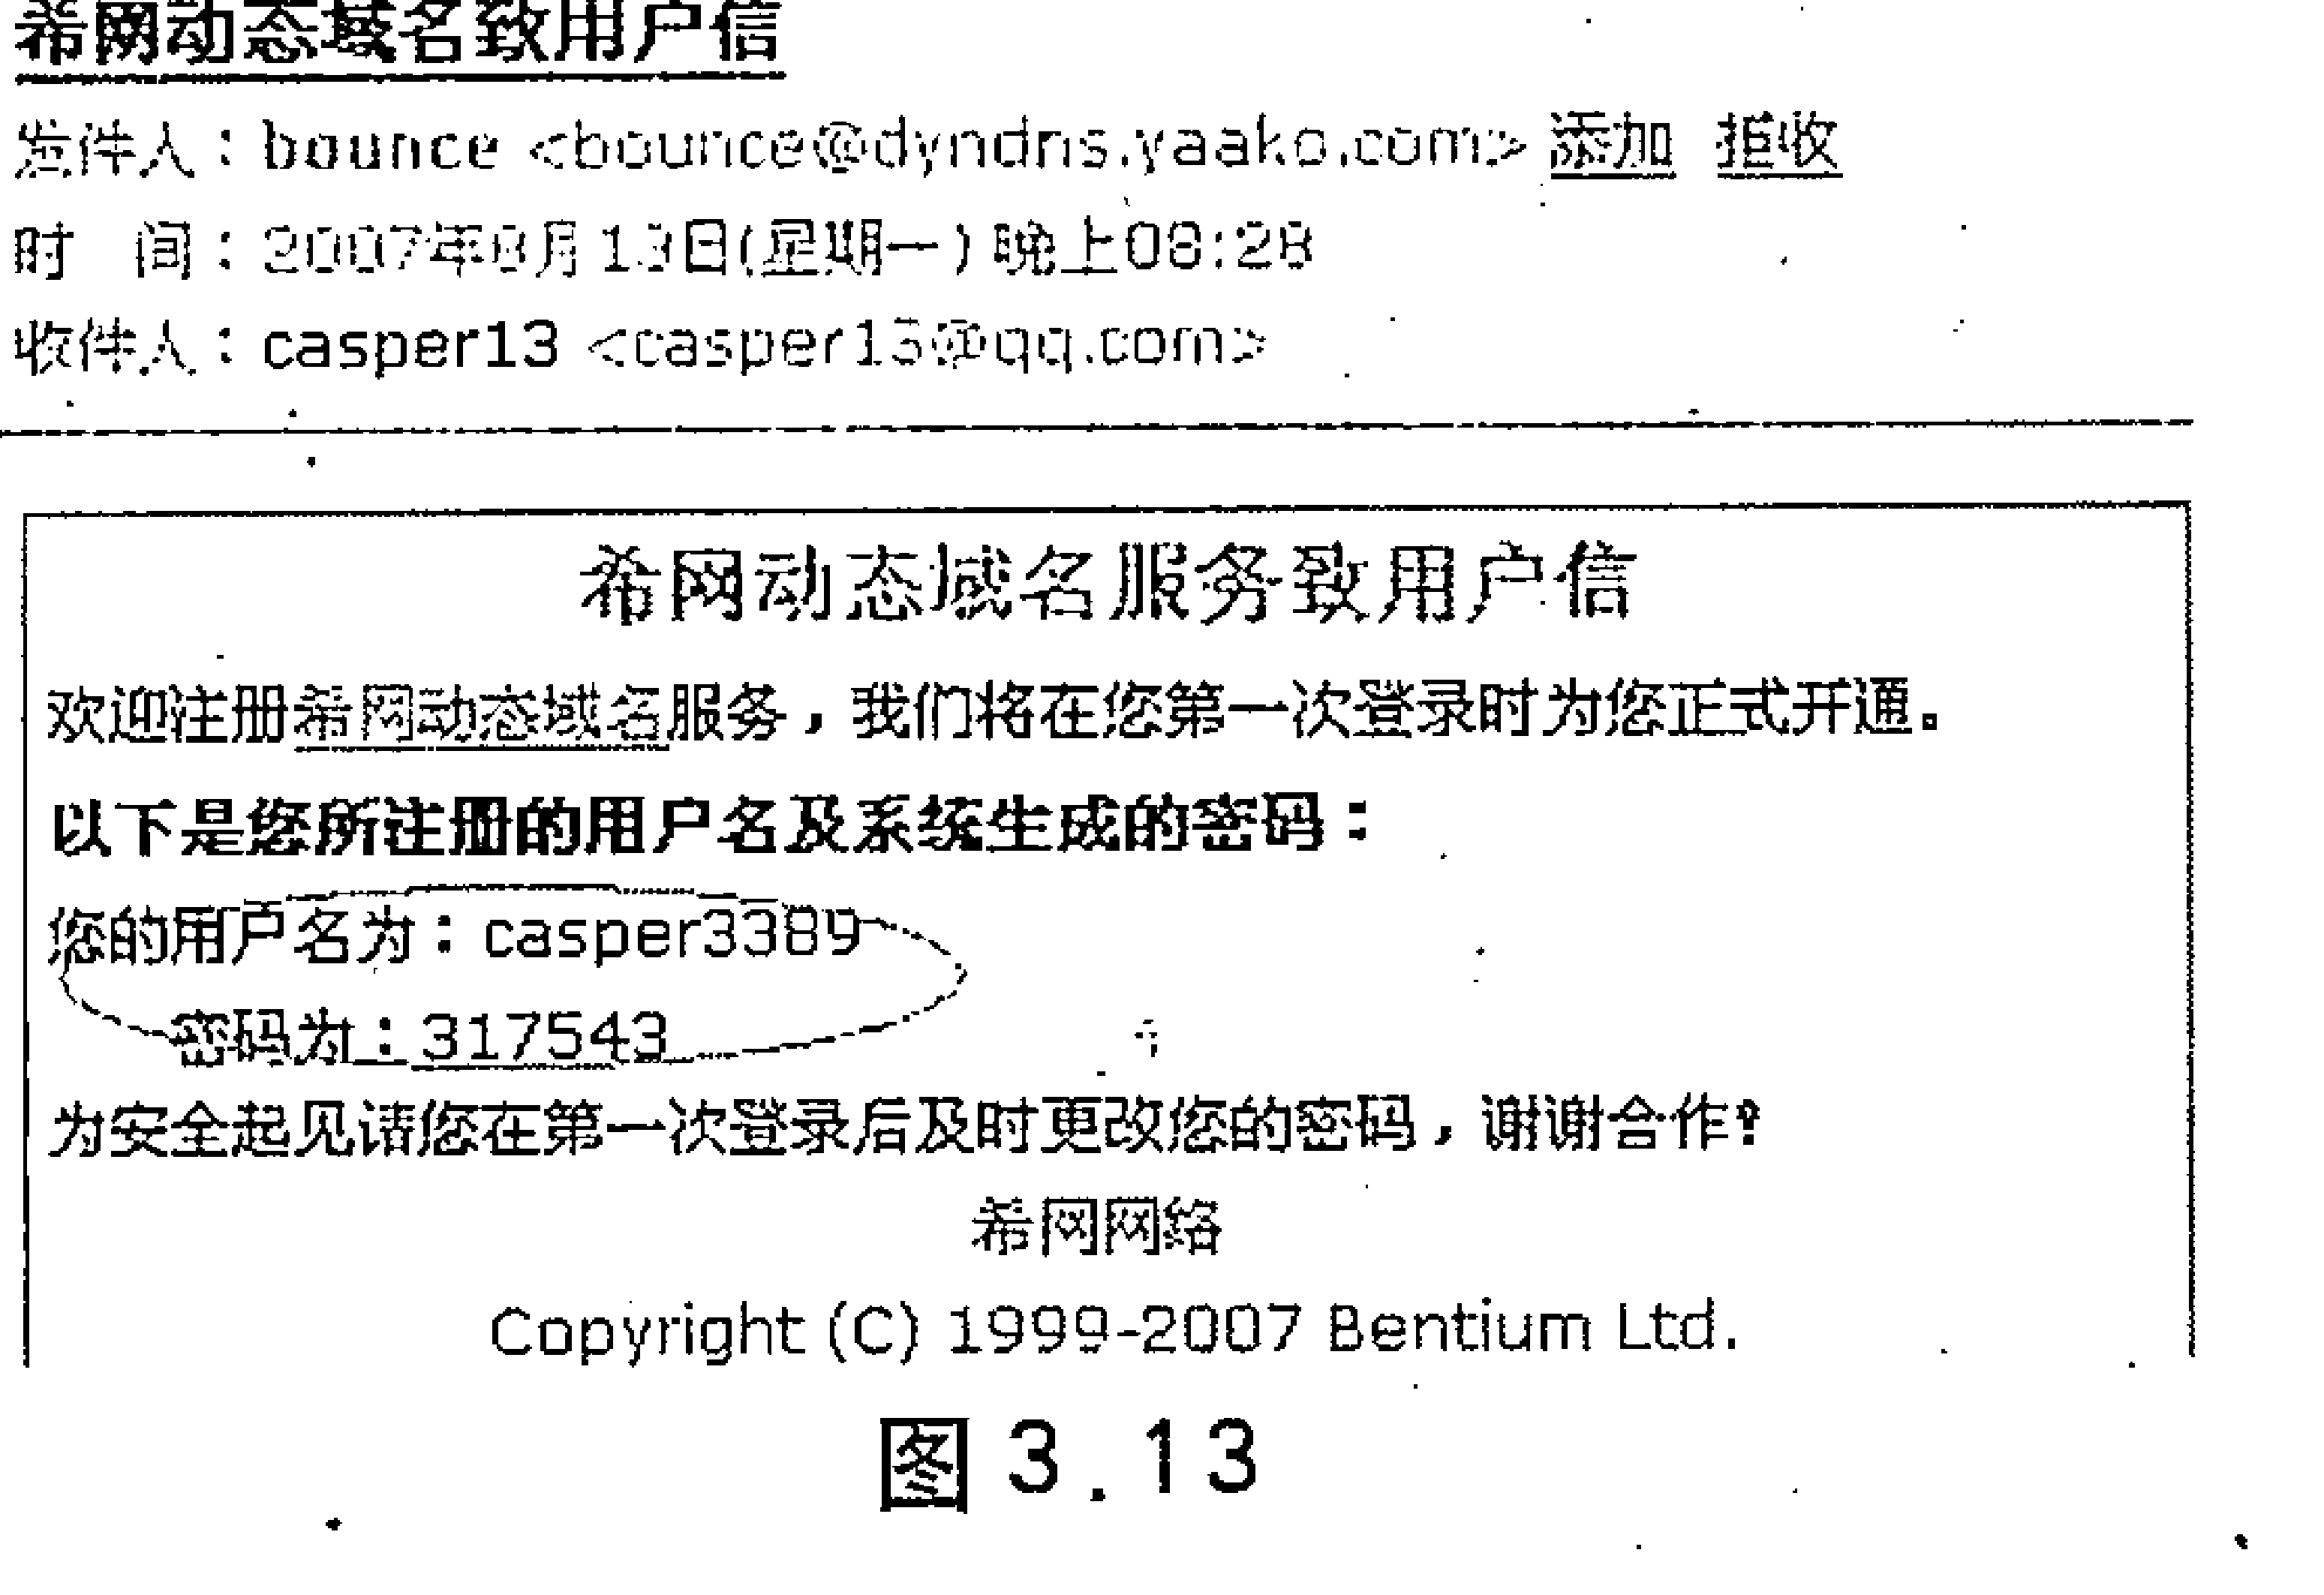 希网动态域名致用户信
发件人：bounce <bounce@dyndns.yaako.com> 添加 拒收
时 间：2007年8月13日(星期一) 晚上08:28
收件人：casper13 <casper13@qq.com>
希网动态域名服务致用户信
欢迎注册希网动态域名服务，我们将在您第一次登录时为您正式开通。
以下是您所注册的用户名及系统生成的密码：
您的用户名为：casper3389
密码为：317543
为安全起见请您在第一次登录后及时更改您的密码，谢谢合作！
希网网络
Copyright (C) 1999-2007 Bentium Ltd.
图 3.13